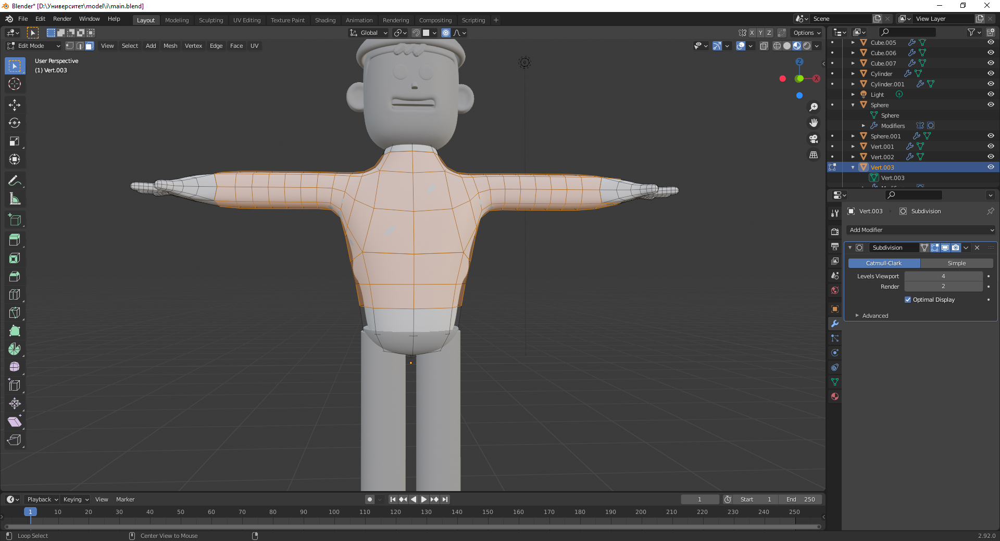 Blender* [D:\Университет\model\i\main.blend]
File Edit Render Window Help
Layout Modeling Sculpting UV Editing Texture Paint Shading Animation Rendering Compositing Scripting +
Scene
View Layer
Global
X Y Z
Options
Edit Mode
View Select Add Mesh Vertex Edge Face UV
User Perspective
(1) Vert.003
Z
X
Cube.005
Cube.006
Cube.007
Cylinder
Cylinder.001
Light
Sphere
Sphere
Modifiers
Sphere.001
Vert.001
Vert.002
Vert.003
Vert.003
Vert.003 Subdivision
Add Modifier
Subdivision
Catmull-Clark Simple
Levels Viewport 4
Render 2
Optimal Display
Advanced
Playback Keying View Marker
1
Start 1
End 250
1 10 20 30 40 50 60 70 80 90 100 110 120 130 140 150 160 170 180 190 200 210 220 230 240 250
Loop Select
Center View to Mouse
2.92.0